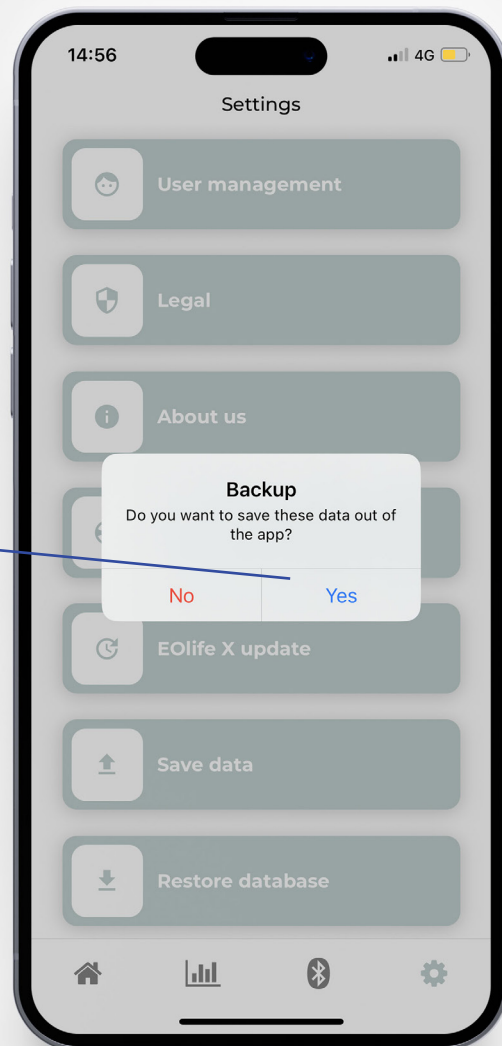 14:56
4G
Settings
User management
Legal
About us
Backup
Do you want to save these data out of
the app?
No
Yes
EOlife X update
Save data
Restore database